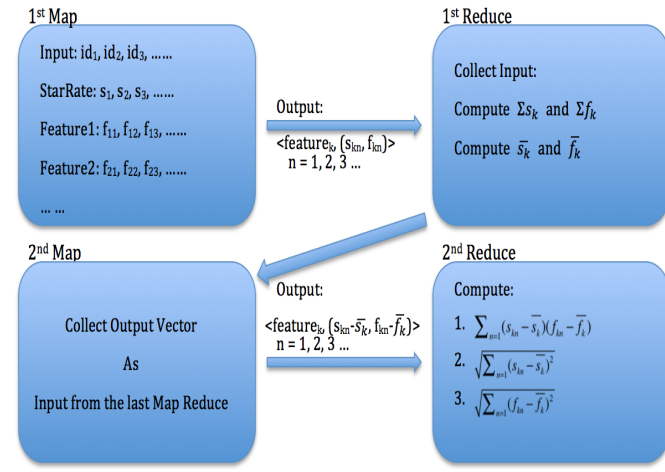 1st Map
Input: id₁, id₂, id₃, ......
StarRate: s₁, s₂, s₃, ......
Feature1: f₁₁, f₁₂, f₁₃, ......
Feature2: f₂₁, f₂₂, f₂₃, ......
... ...
Output:
<featureₖ, (sₖₙ, fₖₙ)>
n = 1, 2, 3 ...
1st Reduce
Collect Input:
Compute Σsₖ and Σfₖ
Compute s̅ₖ and f̅ₖ
2nd Map
Collect Output Vector
As
Input from the last Map Reduce
Output:
<featureₖ, (sₖₙ-s̅ₖ, fₖₙ-f̅ₖ)>
n = 1, 2, 3 ...
2nd Reduce
Compute:
1. ∑ₙ₌₁(sₖₙ − s̅ₖ)(fₖₙ − f̅ₖ)
2. √∑ₙ₌₁(sₖₙ − s̅ₖ)²
3. √∑ₙ₌₁(fₖₙ − f̅ₖ)²